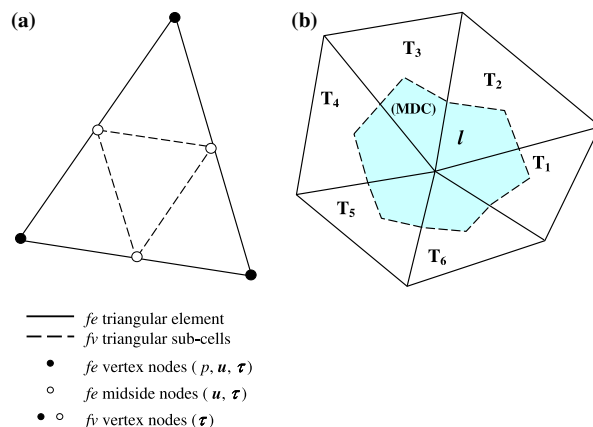 (a)
(b)
T₃
T₂
T₄
(MDC)
l
T₁
T₅
T₆
fe triangular element
fv triangular sub-cells
fe vertex nodes ( p, u, τ )
fe midside nodes ( u, τ )
fv vertex nodes ( τ )